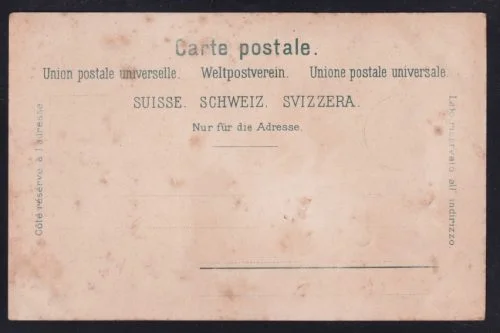 Carte postale.
Union postale universelle. Weltpostverein. Unione postale universale.
SUISSE. SCHWEIZ. SVIZZERA.
Nur für die Adresse.
Côté réservé à l'adresse.
Lato riservato all' indirizzo.